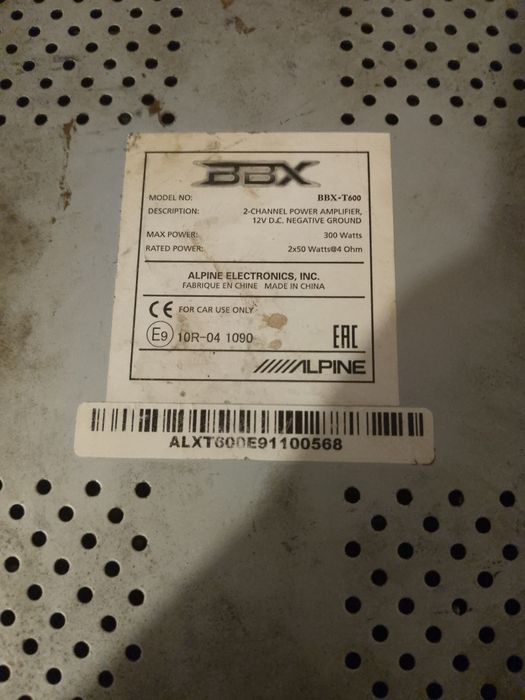 BBX
MODEL NO: BBX-T600
DESCRIPTION: 2-CHANNEL POWER AMPLIFIER,
12V D.C. NEGATIVE GROUND
MAX POWER: 300 Watts
RATED POWER: 2x50 Watts@4 Ohm
ALPINE ELECTRONICS, INC.
FABRIQUE EN CHINE MADE IN CHINA
CE FOR CAR USE ONLY
E9 10R-04 1090 EAC
ALPINE
ALXT600E91100568